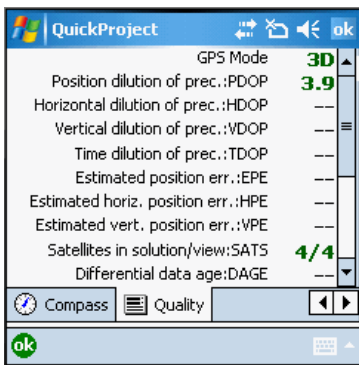 QuickProject ok
GPS Mode 3D
Position dilution of prec.:PDOP 3.9
Horizontal dilution of prec.:HDOP --
Vertical dilution of prec.:VDOP --
Time dilution of prec.:TDOP --
Estimated position err.:EPE --
Estimated horiz. position err.:HPE --
Estimated vert. position err.:VPE --
Satellites in solution/view:SATS 4/4
Differential data age:DAGE --
Compass Quality
ok